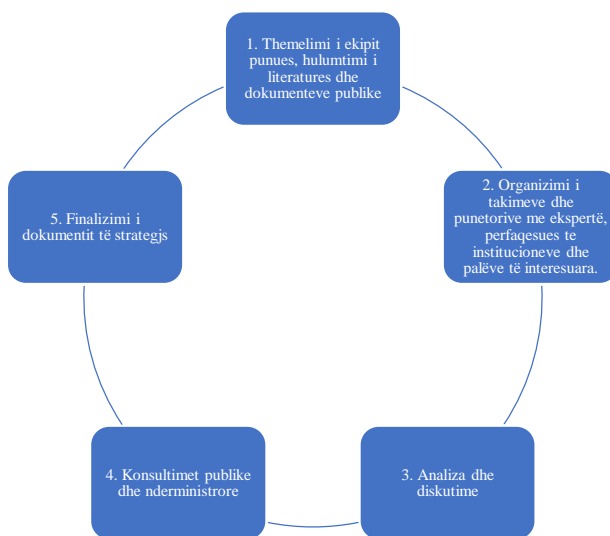 1. Themelimi i ekipit
punues, hulumtimi i
literatures dhe
dokumenteve publike
2. Organizimi i
takimeve dhe
punetorive me ekspertë,
perfaqesues te
institucioneve dhe
palëve të interesuara.
3. Analiza dhe
diskutime
4. Konsultimet publike
dhe nderministrore
5. Finalizimi i
dokumentit të strategjs